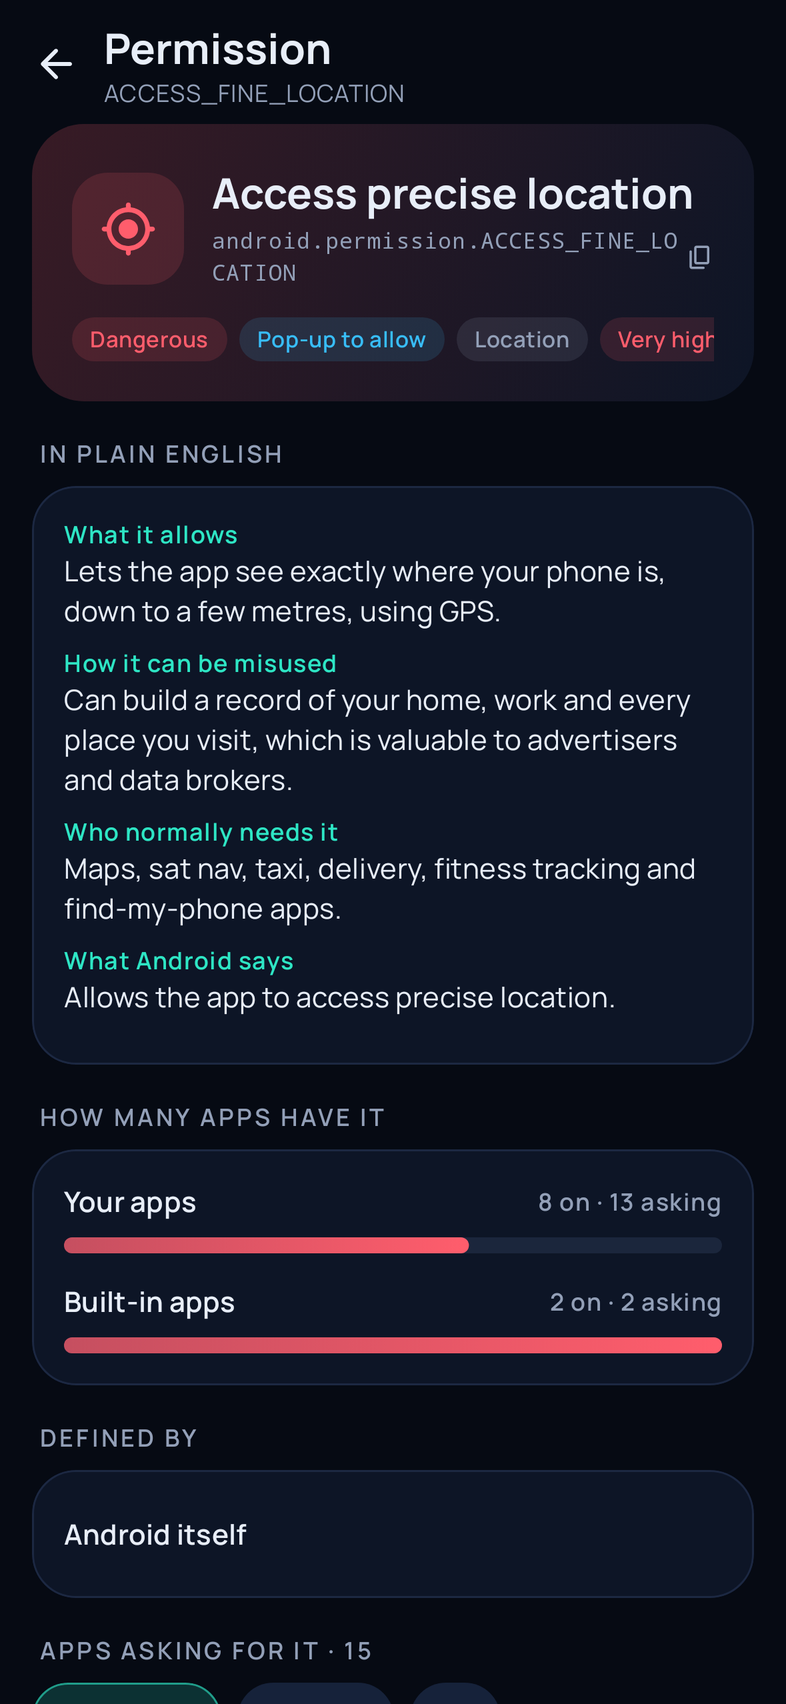 Permission
ACCESS_FINE_LOCATION
Access precise location
android.permission.ACCESS_FINE_LO
CATION
Dangerous
Pop-up to allow
Location
Very high
IN PLAIN ENGLISH
What it allows
Lets the app see exactly where your phone is,
down to a few metres, using GPS.
How it can be misused
Can build a record of your home, work and every
place you visit, which is valuable to advertisers
and data brokers.
Who normally needs it
Maps, sat nav, taxi, delivery, fitness tracking and
find-my-phone apps.
What Android says
Allows the app to access precise location.
HOW MANY APPS HAVE IT
Your apps
8 on · 13 asking
Built-in apps
2 on · 2 asking
DEFINED BY
Android itself
APPS ASKING FOR IT · 15